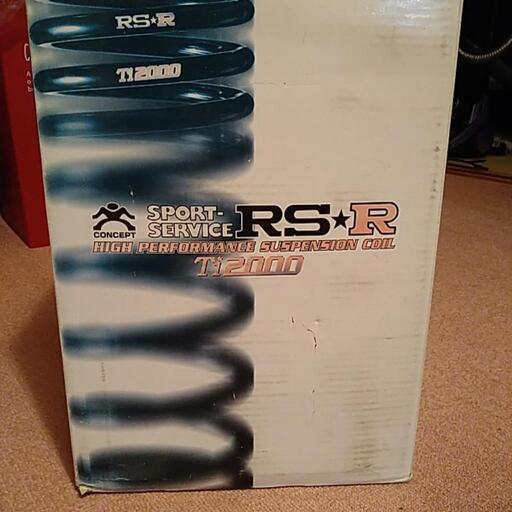 RS★R
Ti2000
CONCEPT
SPORT-
SERVICE
RS★R
HIGH PERFORMANCE SUSPENSION COIL
Ti2000